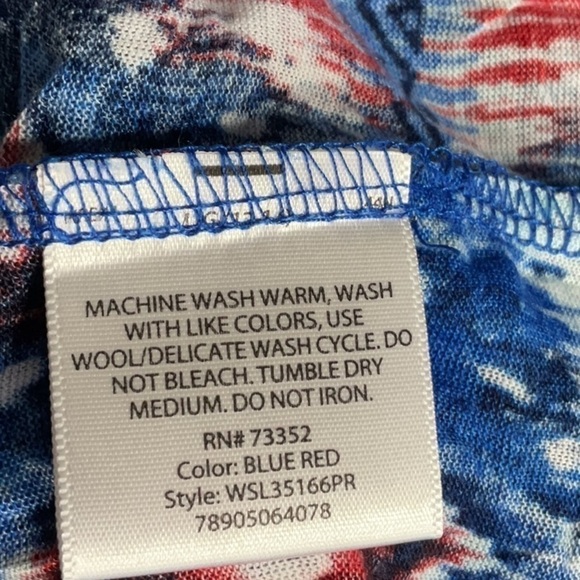 MACHINE WASH WARM, WASH
WITH LIKE COLORS, USE
WOOL/DELICATE WASH CYCLE. DO
NOT BLEACH. TUMBLE DRY
MEDIUM. DO NOT IRON.
RN# 73352
Color: BLUE RED
Style: WSL35166PR
78905064078